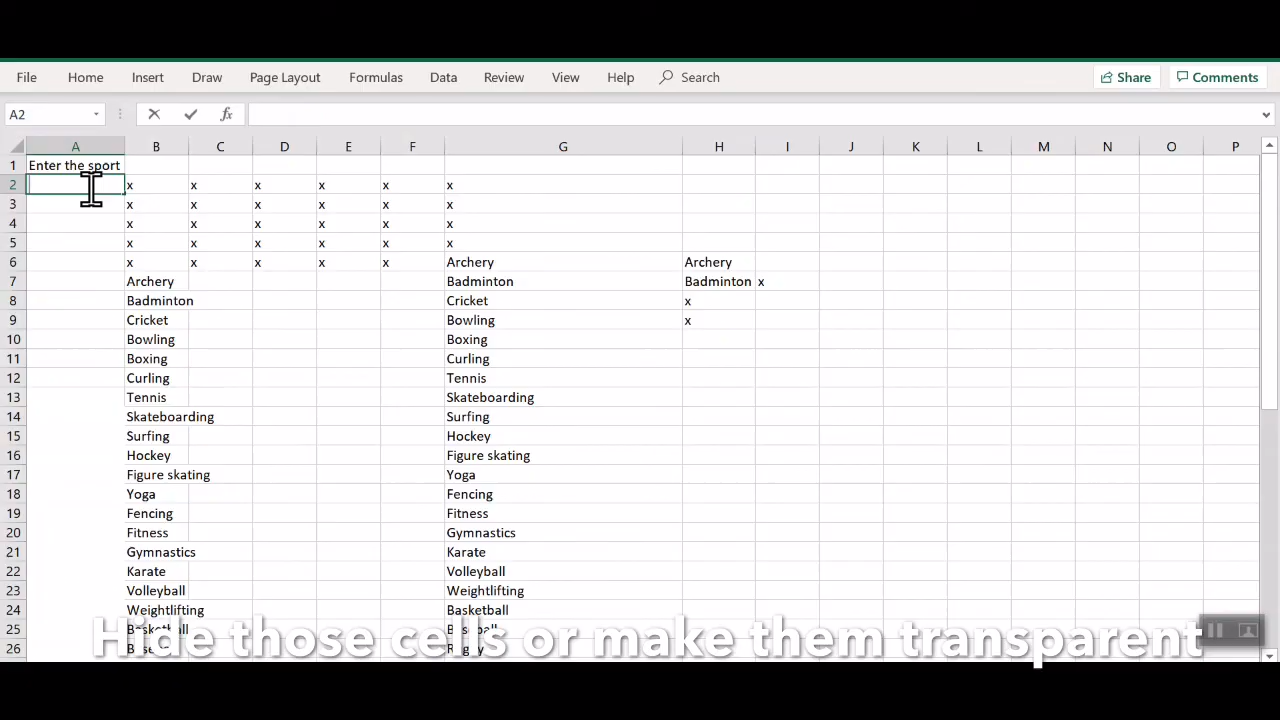 File Home Insert Draw Page Layout Formulas Data Review View Help Search Share Comments
A2 fx
A B C D E F G H I J K L M N O P
1 Enter the sport
2 x x x x x x
3 x x x x x x
4 x x x x x x
5 x x x x x x
6 x x x x x Archery Archery
7 Archery Badminton Badminton x
8 Badminton Cricket x
9 Cricket Bowling x
10 Bowling Boxing
11 Boxing Curling
12 Curling Tennis
13 Tennis Skateboarding
14 Skateboarding Surfing
15 Surfing Hockey
16 Hockey Figure skating
17 Figure skating Yoga
18 Yoga Fencing
19 Fencing Fitness
20 Fitness Gymnastics
21 Gymnastics Karate
22 Karate Volleyball
23 Volleyball Weightlifting
24 Weightlifting Basketball
25 Basketball Baseball
26 Baseball Rugby
Hide those cells or make them transparent